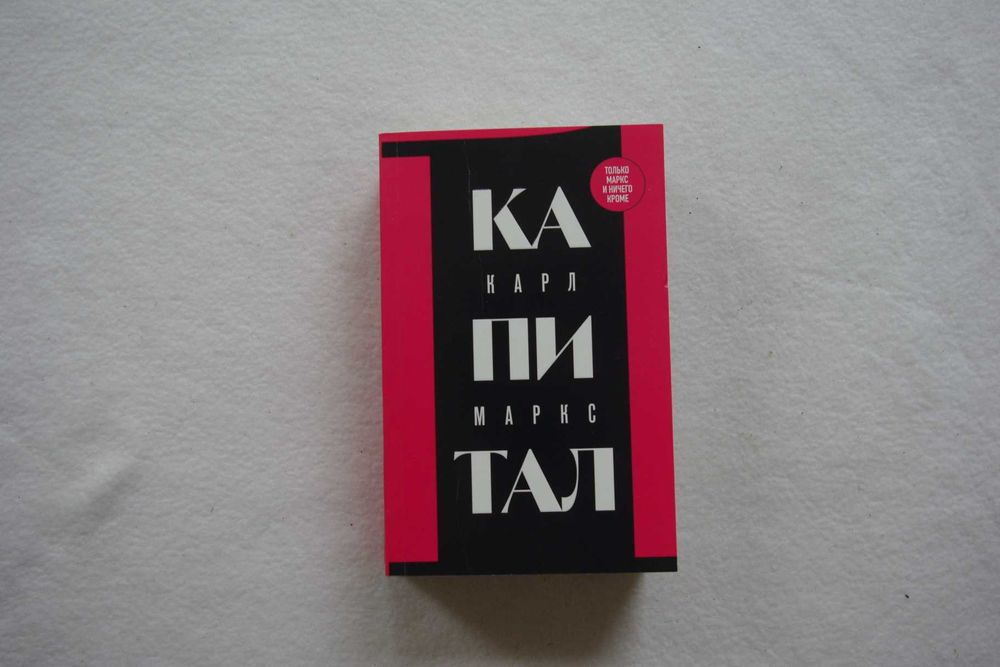 ТОЛЬКО
МАРКС
И НИЧЕГО
КРОМЕ
КА
КАРЛ
ПИ
МАРКС
ТАЛ